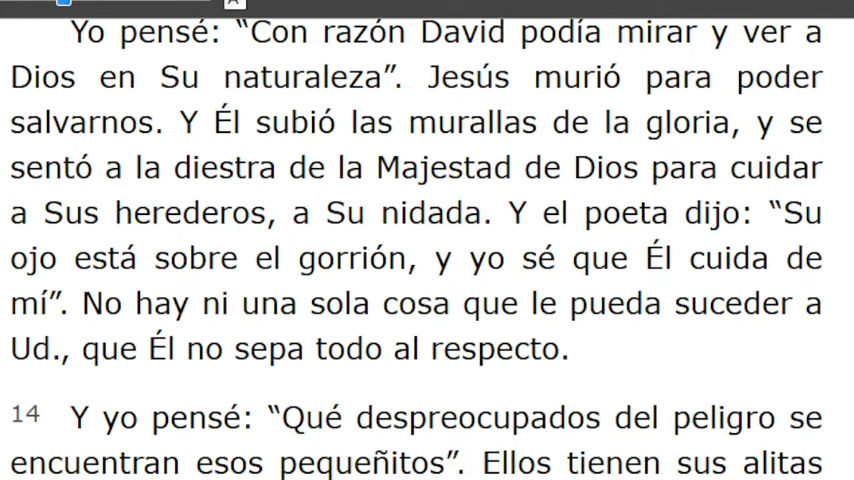 A
Yo pensé: “Con razón David podía mirar y ver a
Dios en Su naturaleza”. Jesús murió para poder
salvarnos. Y Él subió las murallas de la gloria, y se
sentó a la diestra de la Majestad de Dios para cuidar
a Sus herederos, a Su nidada. Y el poeta dijo: “Su
ojo está sobre el gorrión, y yo sé que Él cuida de
mí”. No hay ni una sola cosa que le pueda suceder a
Ud., que Él no sepa todo al respecto.
14 Y yo pensé: “Qué despreocupados del peligro se
encuentran esos pequeñitos”. Ellos tienen sus alitas